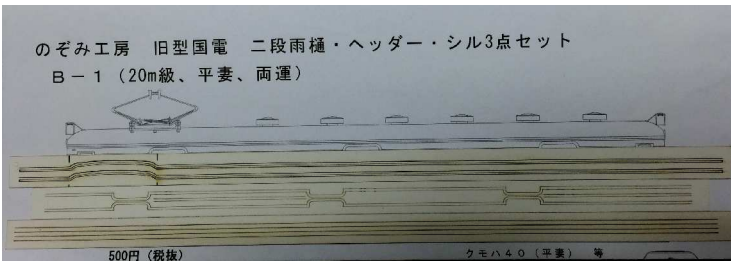 のぞみ工房　旧型国電　二段雨樋・ヘッダー・シル3点セット
B－1（20m級、平妻、両運）
500円（税抜）
クモハ40（平妻）　等